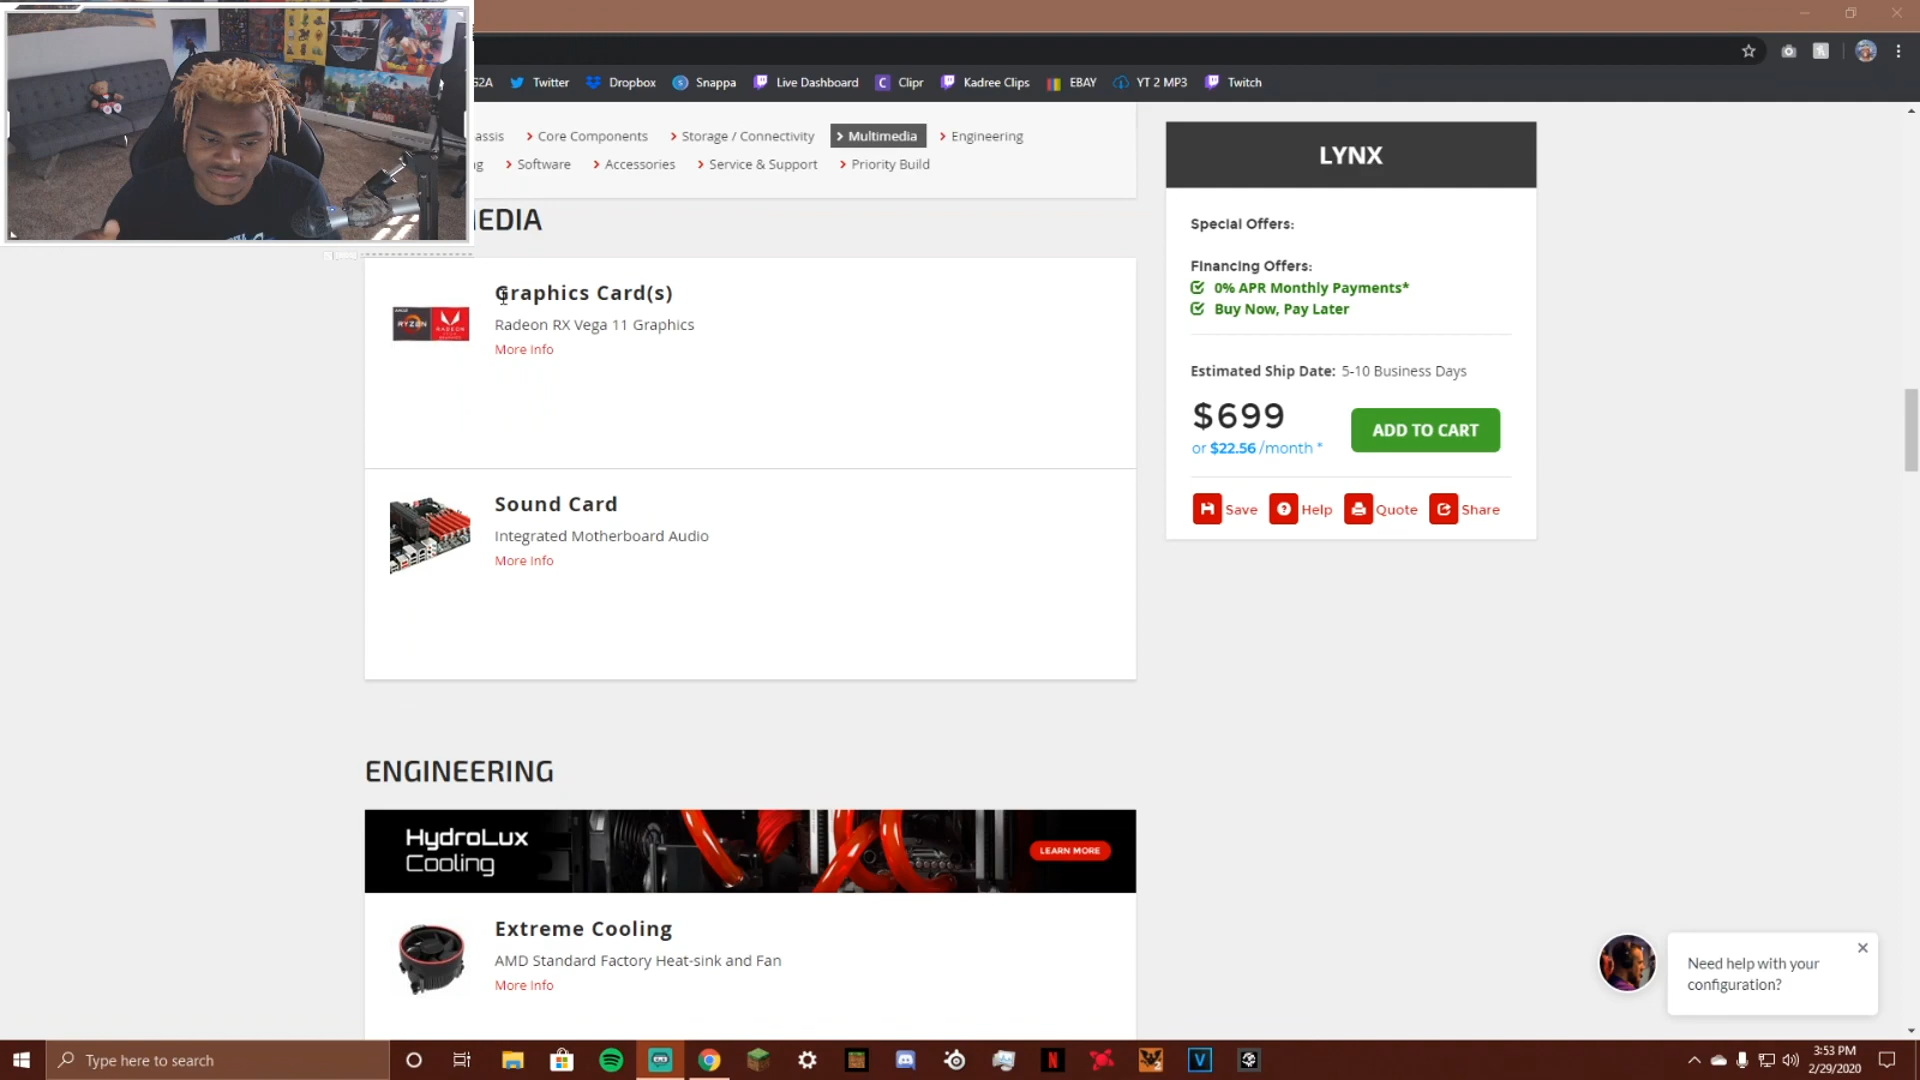 G2A Twitter Dropbox Snappa Live Dashboard Clipr Kadree Clips EBAY YT 2 MP3 Twitch
assis Core Components Storage / Connectivity Multimedia Engineering
g Software Accessories Service & Support Priority Build
EDIA
Graphics Card(s)
Radeon RX Vega 11 Graphics
More Info
RYZEN RADEON
Sound Card
Integrated Motherboard Audio
More Info
ENGINEERING
HydroLux
Cooling
LEARN MORE
Extreme Cooling
AMD Standard Factory Heat-sink and Fan
More Info
LYNX
Special Offers:
Financing Offers:
0% APR Monthly Payments*
Buy Now, Pay Later
Estimated Ship Date: 5-10 Business Days
$699
or $22.56 /month *
ADD TO CART
Save Help Quote Share
Need help with your
configuration?
Type here to search
3:53 PM
2/29/2020